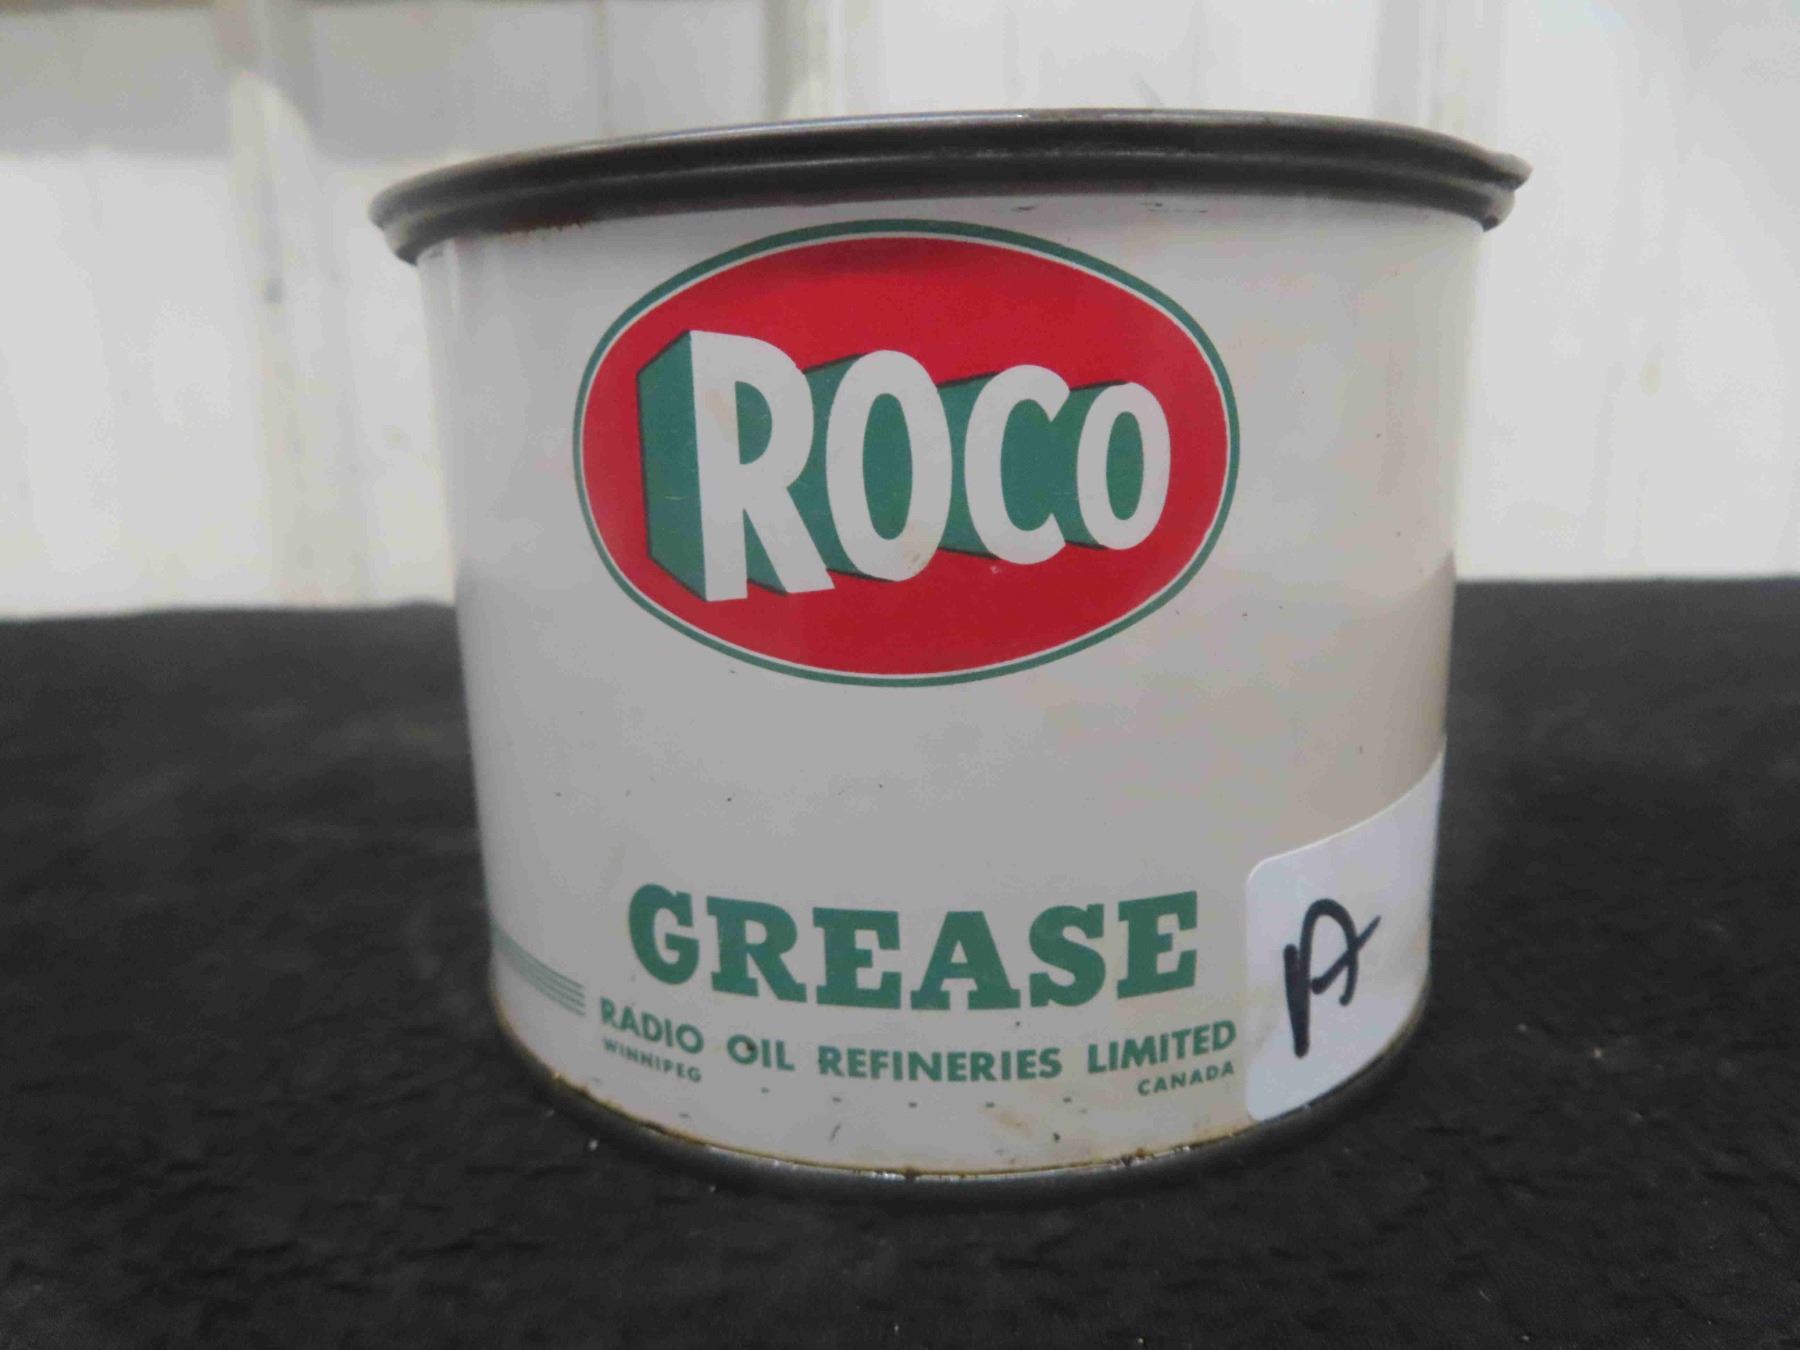 ROCO
GREASE
RADIO OIL REFINERIES LIMITED
WINNIPEG CANADA
A